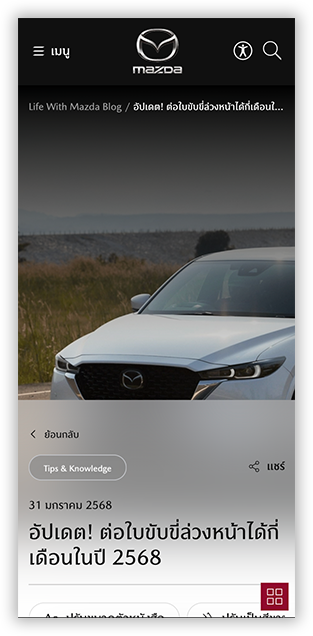 เมนู
mazda
Life With Mazda Blog / อัปเดต! ต่อใบขับขี่ล่วงหน้าได้กี่เดือนใ...
ย้อนกลับ
Tips & Knowledge
แชร์
31 มกราคม 2568
อัปเดต! ต่อใบขับขี่ล่วงหน้าได้กี่
เดือนในปี 2568